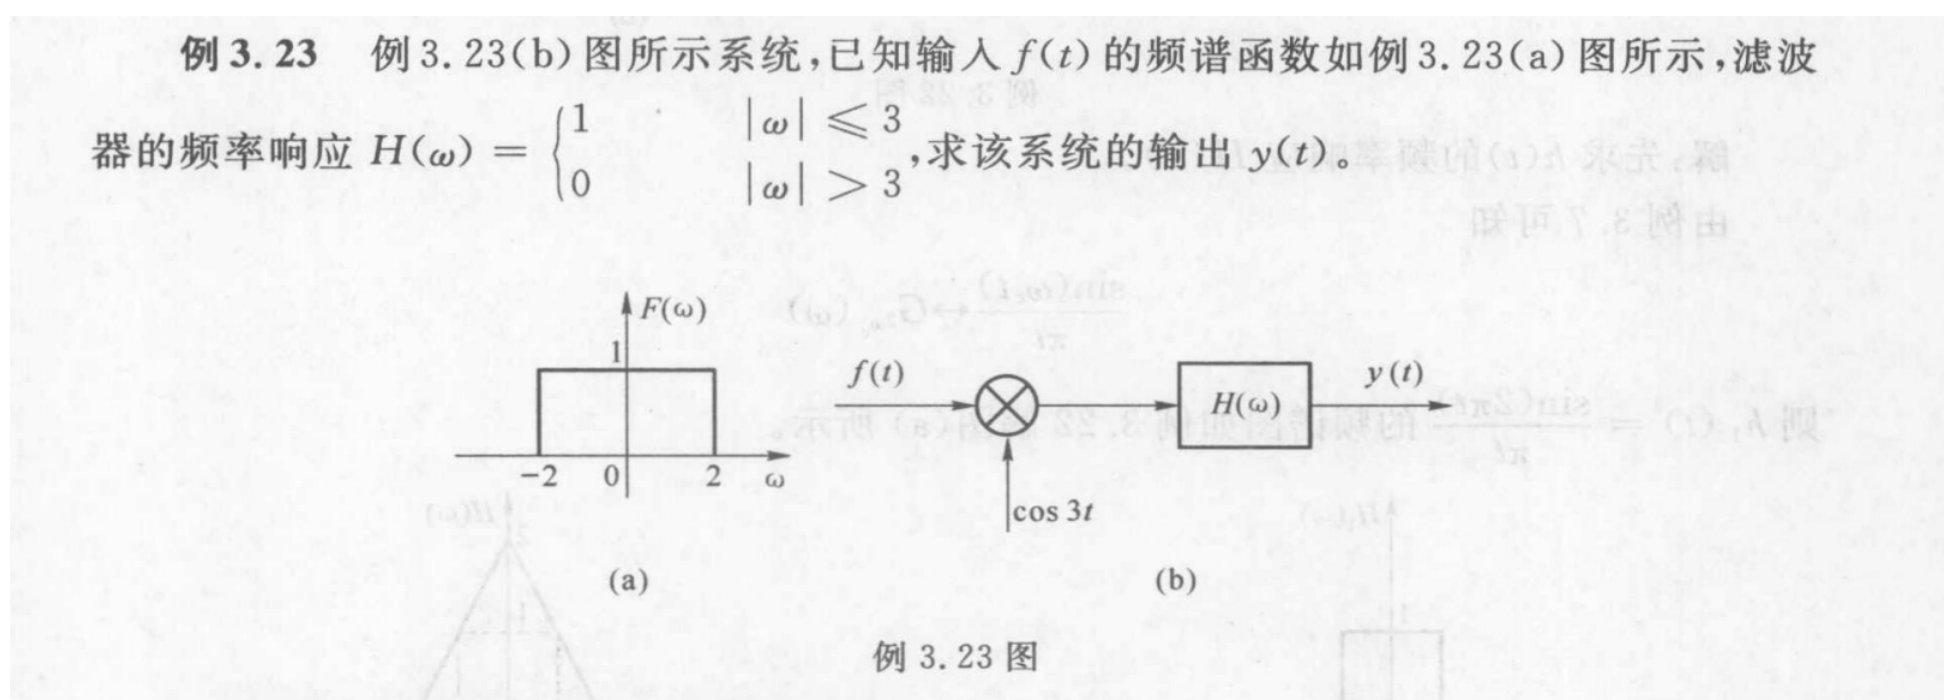 例 3.23 例 3.23(b) 图所示系统,已知输入 f(t) 的频谱函数如例 3.23(a) 图所示,滤波
器的频率响应 H(ω) = { 1 |ω| ⩽ 3
0 |ω| > 3 ,求该系统的输出 y(t)。
F(ω)
1
-2 0 2 ω
f(t) H(ω) y(t)
cos 3t
(a) (b)
例 3.23 图